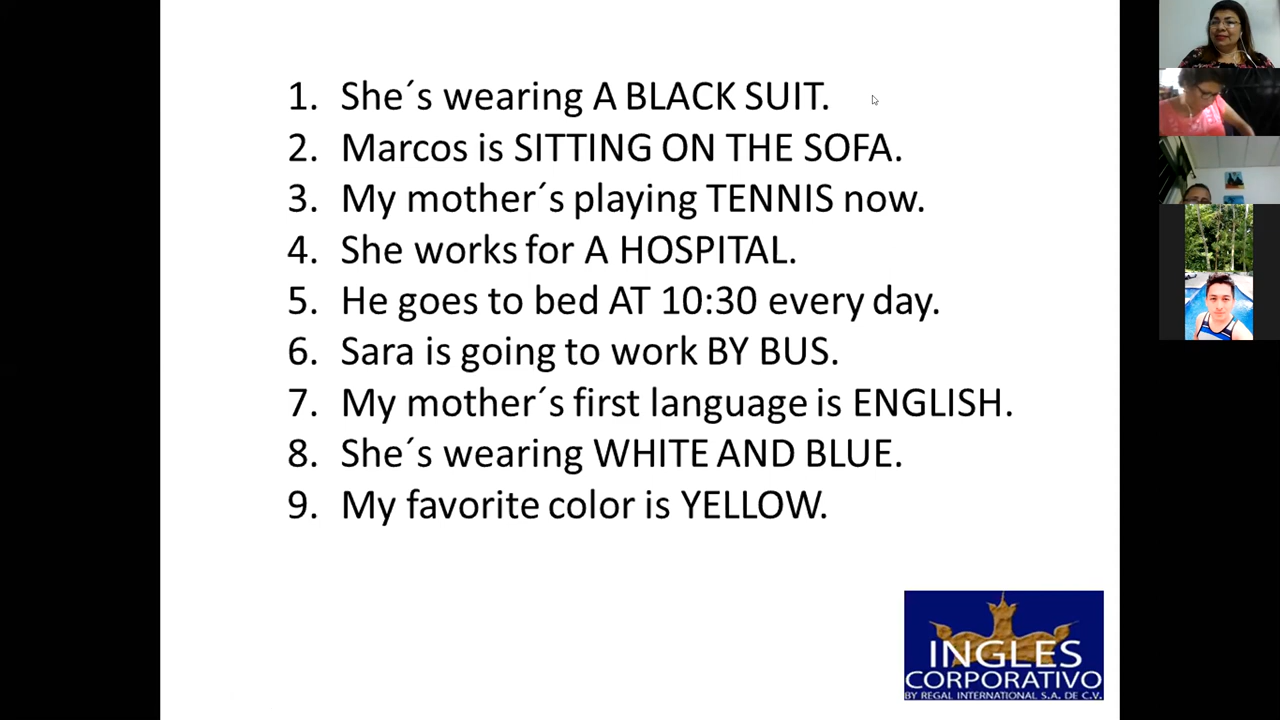 1. She´s wearing A BLACK SUIT.
2. Marcos is SITTING ON THE SOFA.
3. My mother´s playing TENNIS now.
4. She works for A HOSPITAL.
5. He goes to bed AT 10:30 every day.
6. Sara is going to work BY BUS.
7. My mother´s first language is ENGLISH.
8. She´s wearing WHITE AND BLUE.
9. My favorite color is YELLOW.
INGLES
CORPORATIVO
BY REGAL INTERNATIONAL S.A. DE C.V.